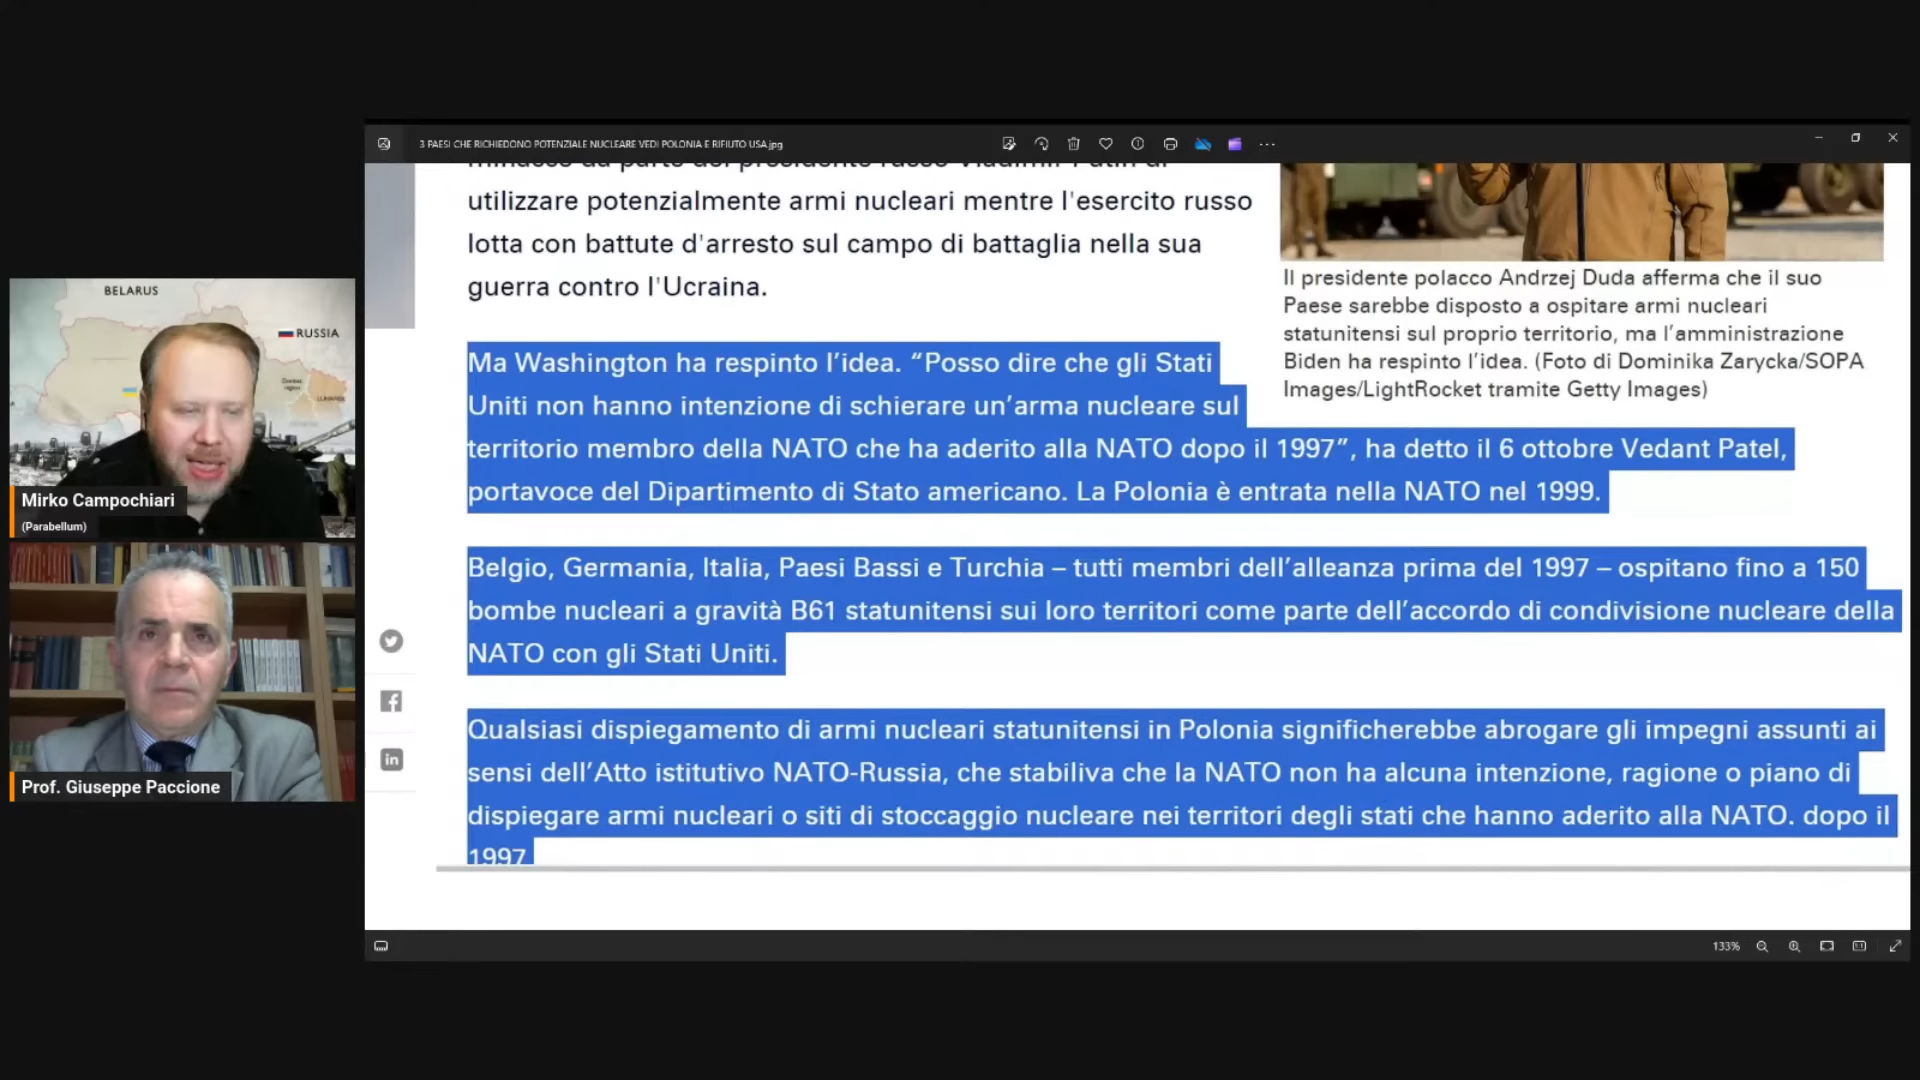 3 PAESI CHE RICHIEDONO POTENZIALE NUCLEARE VEDI POLONIA E RIFIUTO USA.jpg
minacce da parte del presidente russo Vladimir Putin di
utilizzare potenzialmente armi nucleari mentre l'esercito russo
lotta con battute d'arresto sul campo di battaglia nella sua
guerra contro l'Ucraina.
Il presidente polacco Andrzej Duda afferma che il suo
Paese sarebbe disposto a ospitare armi nucleari
statunitensi sul proprio territorio, ma l’amministrazione
Biden ha respinto l’idea. (Foto di Dominika Zarycka/SOPA
Images/LightRocket tramite Getty Images)
Ma Washington ha respinto l’idea. “Posso dire che gli Stati
Uniti non hanno intenzione di schierare un’arma nucleare sul
territorio membro della NATO che ha aderito alla NATO dopo il 1997”, ha detto il 6 ottobre Vedant Patel,
portavoce del Dipartimento di Stato americano. La Polonia è entrata nella NATO nel 1999.
Belgio, Germania, Italia, Paesi Bassi e Turchia – tutti membri dell’alleanza prima del 1997 – ospitano fino a 150
bombe nucleari a gravità B61 statunitensi sui loro territori come parte dell’accordo di condivisione nucleare della
NATO con gli Stati Uniti.
Qualsiasi dispiegamento di armi nucleari statunitensi in Polonia significherebbe abrogare gli impegni assunti ai
sensi dell’Atto istitutivo NATO-Russia, che stabiliva che la NATO non ha alcuna intenzione, ragione o piano di
dispiegare armi nucleari o siti di stoccaggio nucleare nei territori degli stati che hanno aderito alla NATO. dopo il
1997
BELARUS
RUSSIA
Mirko Campochiari
(Parabellum)
Prof. Giuseppe Paccione
133%